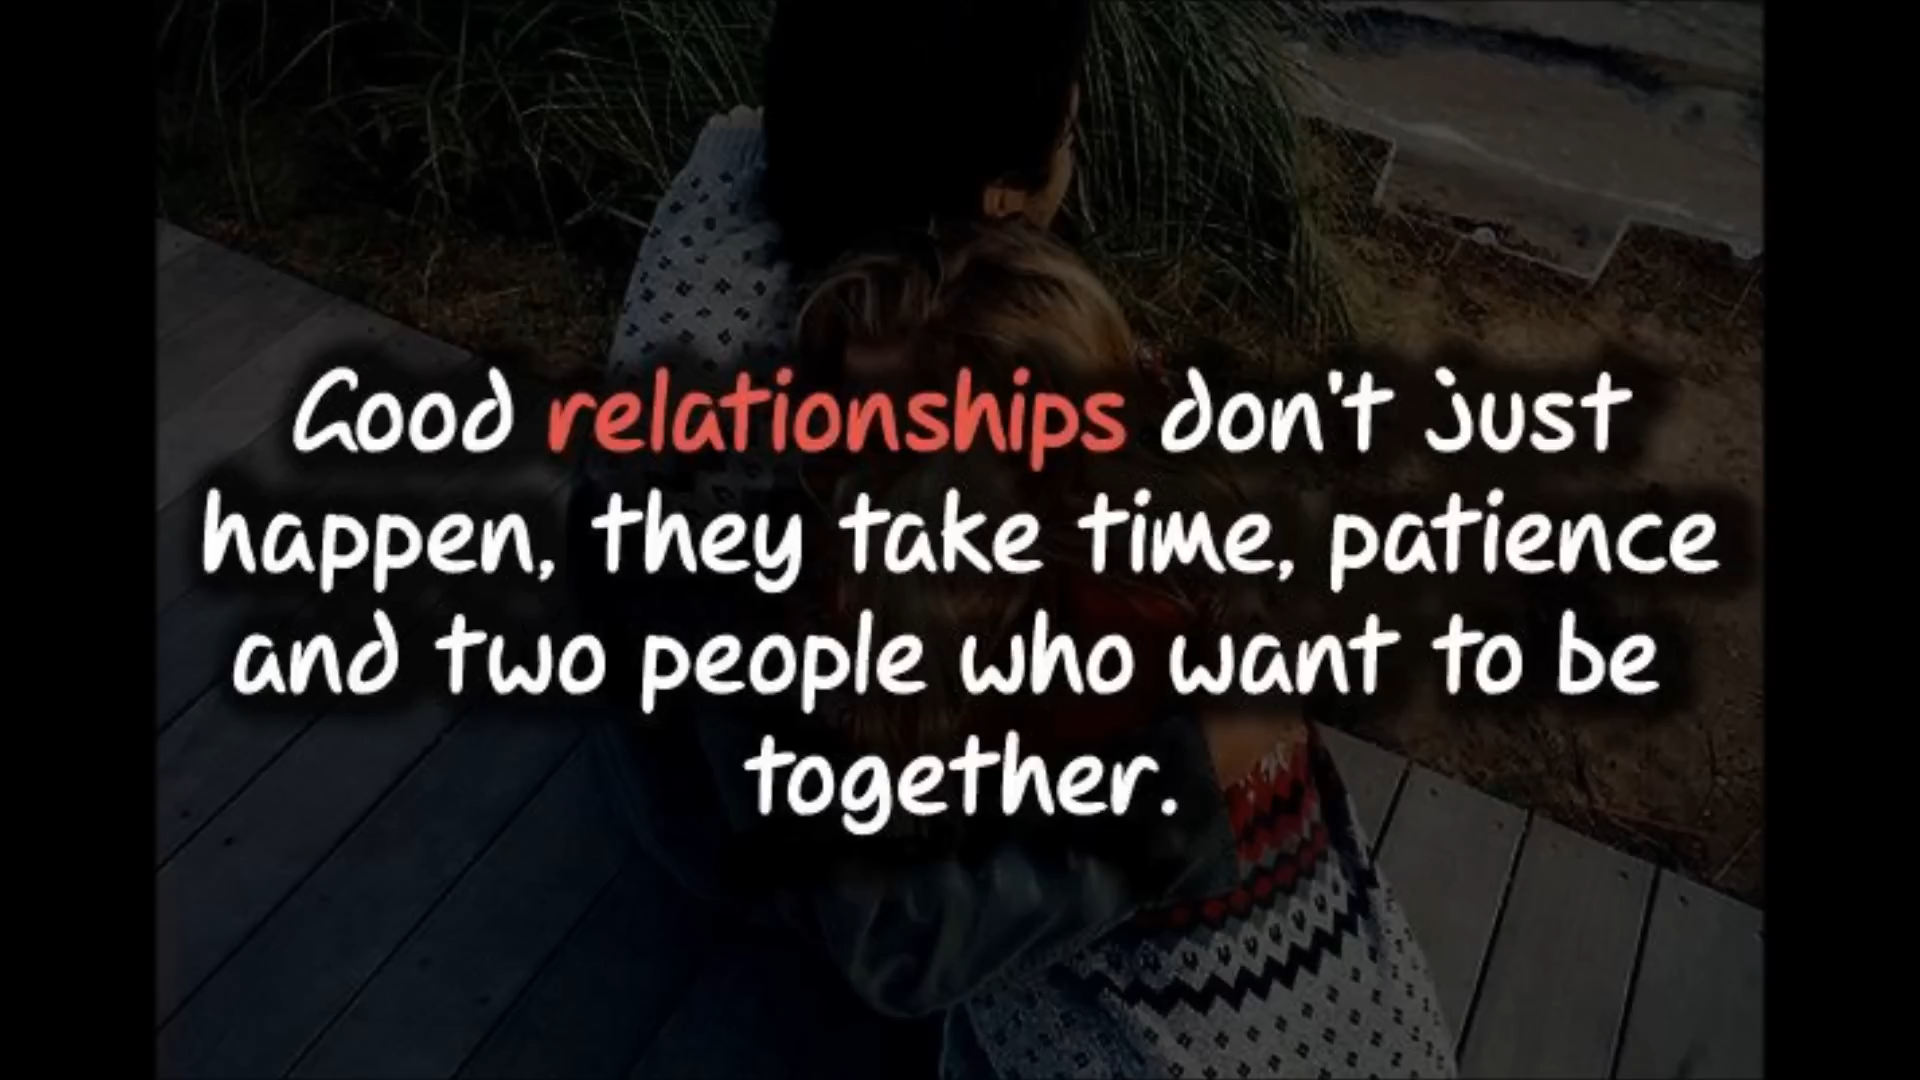 Good relationships don't just
happen, they take time, patience
and two people who want to be
together.